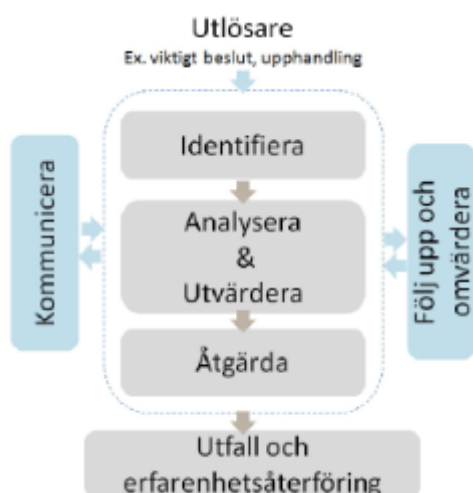 Utlösare
Ex. viktigt beslut, upphandling
Identifiera
Kommunicera
Analysera
&
Utvärdera
Följ upp och
omvärdera
Åtgärda
Utfall och
erfarenhetsåterföring